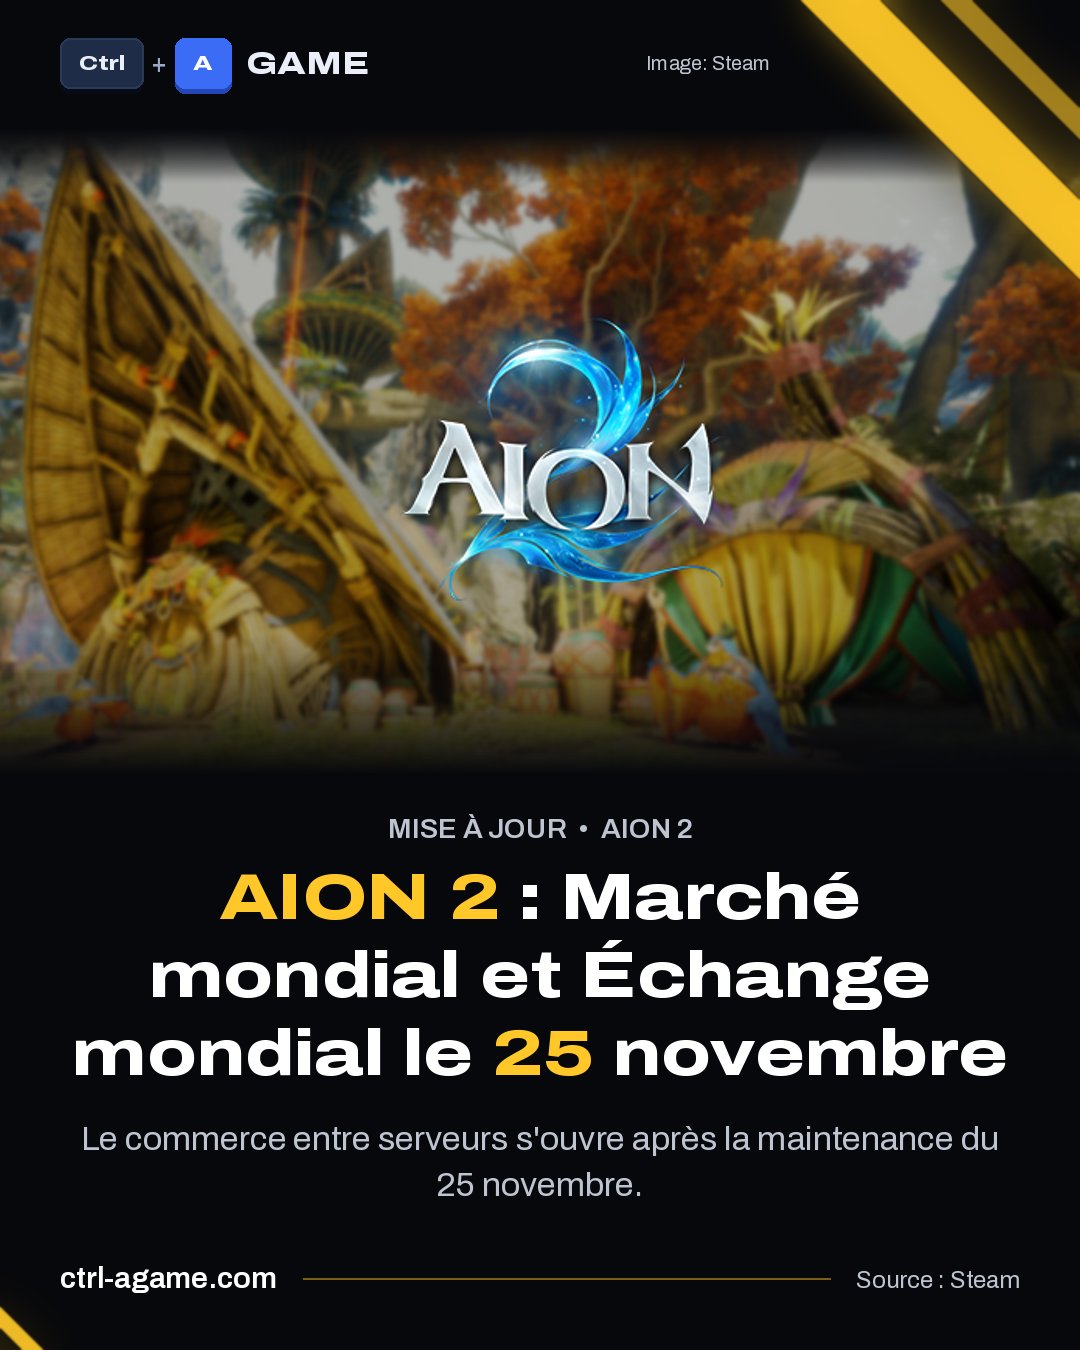 Ctrl + A GAME
Image: Steam
AION 2
MISE À JOUR • AION 2
AION 2 : Marché
mondial et Échange
mondial le 25 novembre
Le commerce entre serveurs s'ouvre après la maintenance du
25 novembre.
ctrl-agame.com
Source : Steam